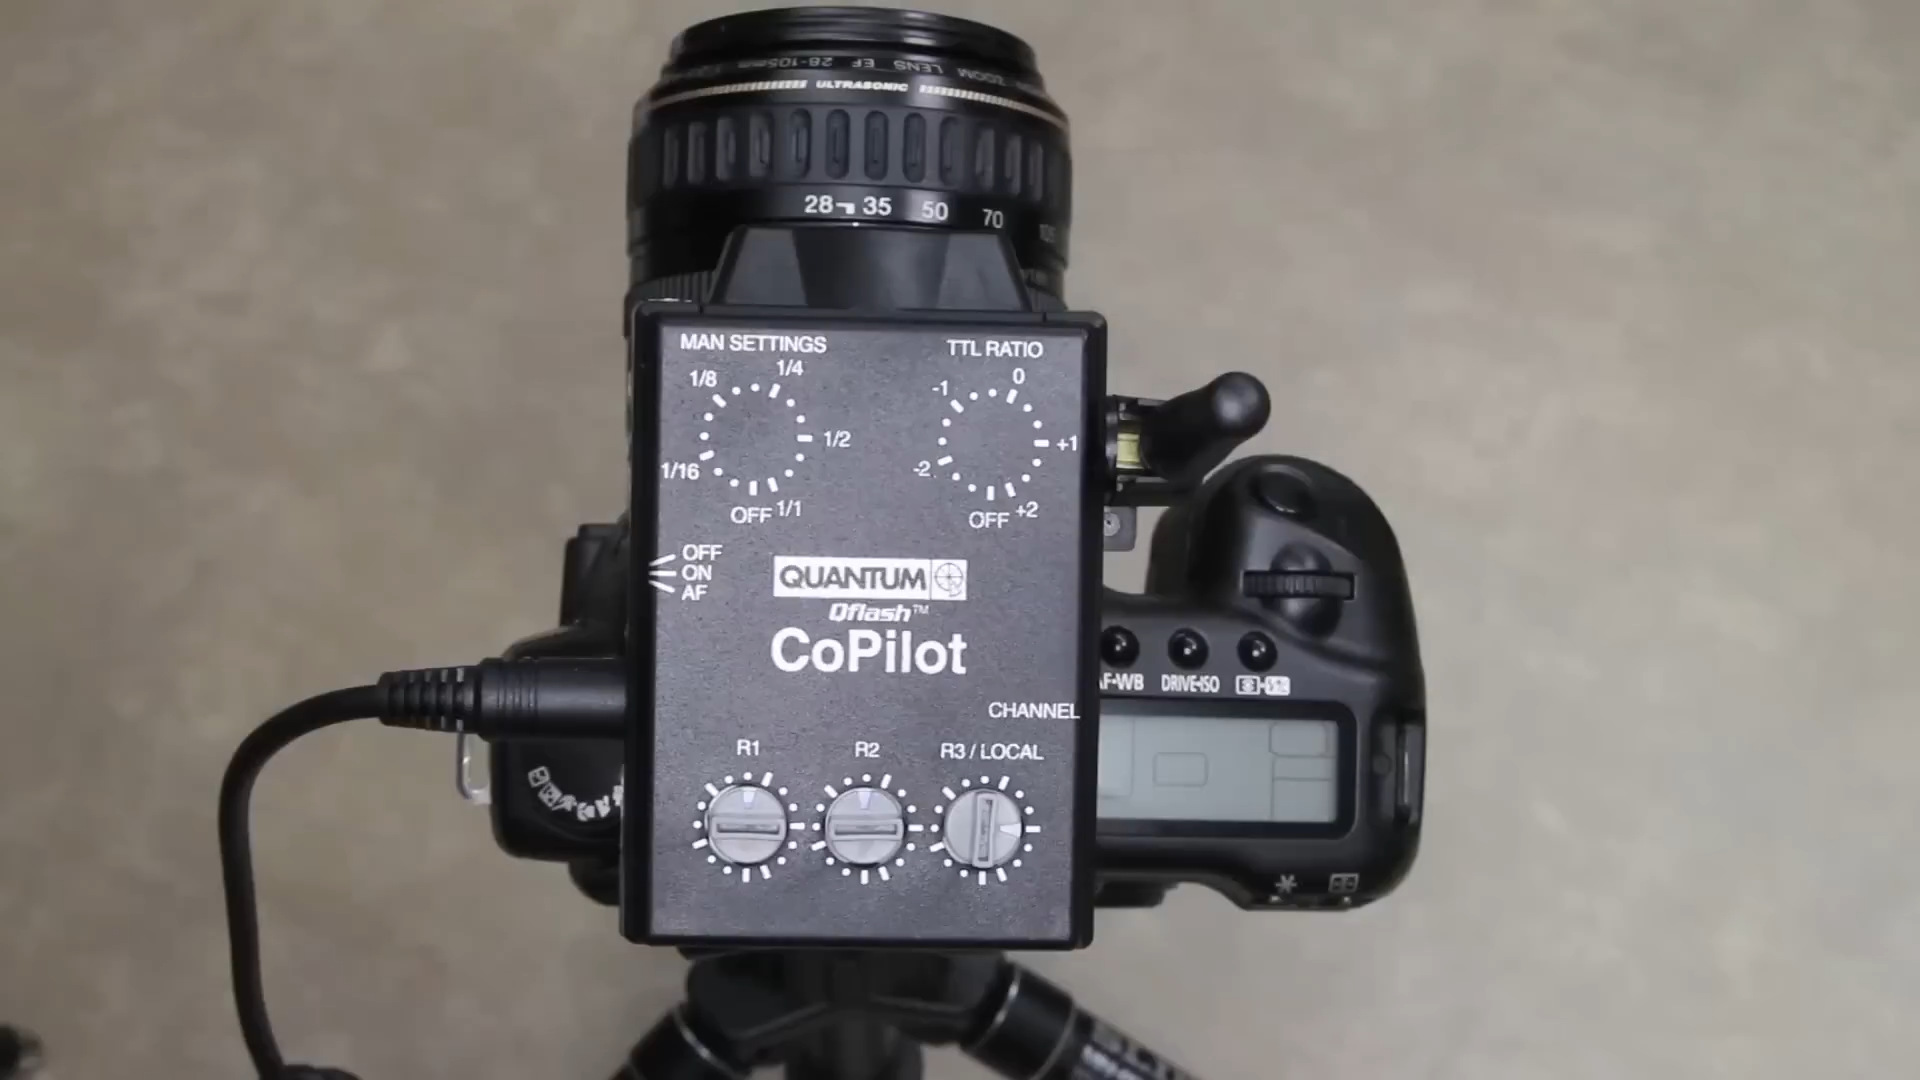 LENS EF 28-105mm
ZOOM
ULTRASONIC
28 35 50 70 105
MAN SETTINGS
1/8 1/4
1/2
1/16
OFF 1/1
TTL RATIO
-1 0
+1
-2
OFF +2
OFF
ON
AF
QUANTUM
Qflash™
CoPilot
CHANNEL
R1 R2 R3 / LOCAL
AF•WB DRIVE•ISO